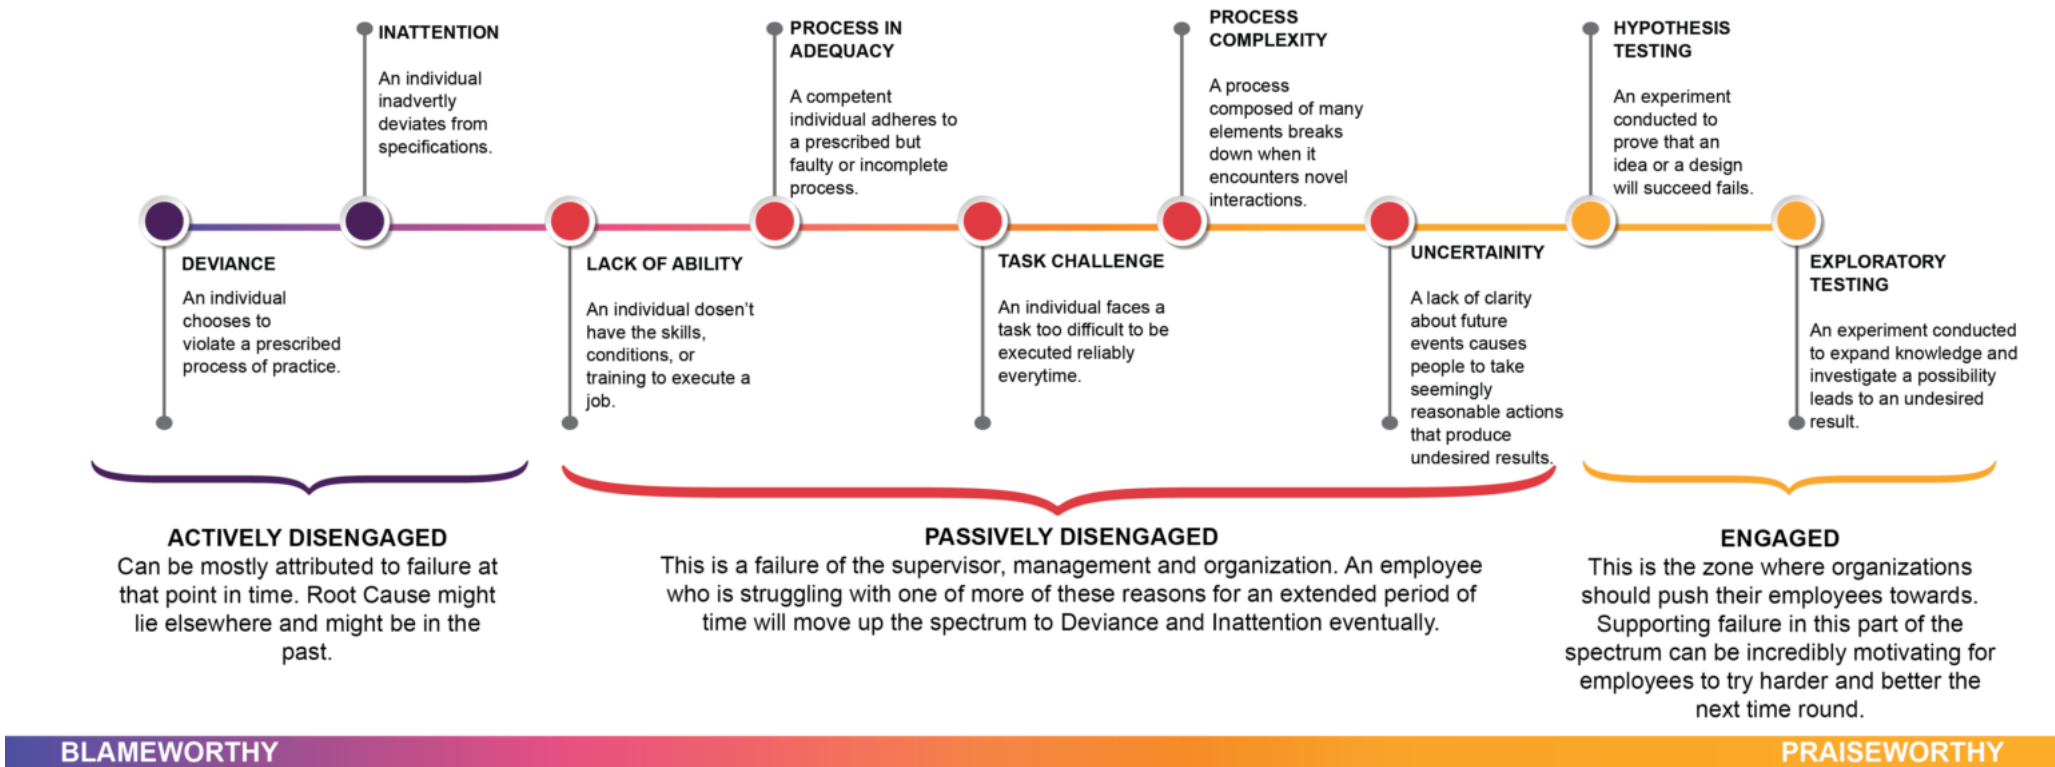 INATTENTION
An individual
inadvertly
deviates from
specifications.
PROCESS IN
ADEQUACY
A competent
individual adheres to
a prescribed but
faulty or incomplete
process.
PROCESS
COMPLEXITY
A process
composed of many
elements breaks
down when it
encounters novel
interactions.
HYPOTHESIS
TESTING
An experiment
conducted to
prove that an
idea or a design
will succeed fails.
DEVIANCE
An individual
chooses to
violate a prescribed
process of practice.
LACK OF ABILITY
An individual dosen't
have the skills,
conditions, or
training to execute a
job.
TASK CHALLENGE
An individual faces a
task too difficult to be
executed reliably
everytime.
UNCERTAINITY
A lack of clarity
about future
events causes
people to take
seemingly
reasonable actions
that produce
undesired results.
EXPLORATORY
TESTING
An experiment conducted
to expand knowledge and
investigate a possibility
leads to an undesired
result.
ACTIVELY DISENGAGED
Can be mostly attributed to failure at
that point in time. Root Cause might
lie elsewhere and might be in the
past.
PASSIVELY DISENGAGED
This is a failure of the supervisor, management and organization. An employee
who is struggling with one of more of these reasons for an extended period of
time will move up the spectrum to Deviance and Inattention eventually.
ENGAGED
This is the zone where organizations
should push their employees towards.
Supporting failure in this part of the
spectrum can be incredibly motivating for
employees to try harder and better the
next time round.
BLAMEWORTHY
PRAISEWORTHY